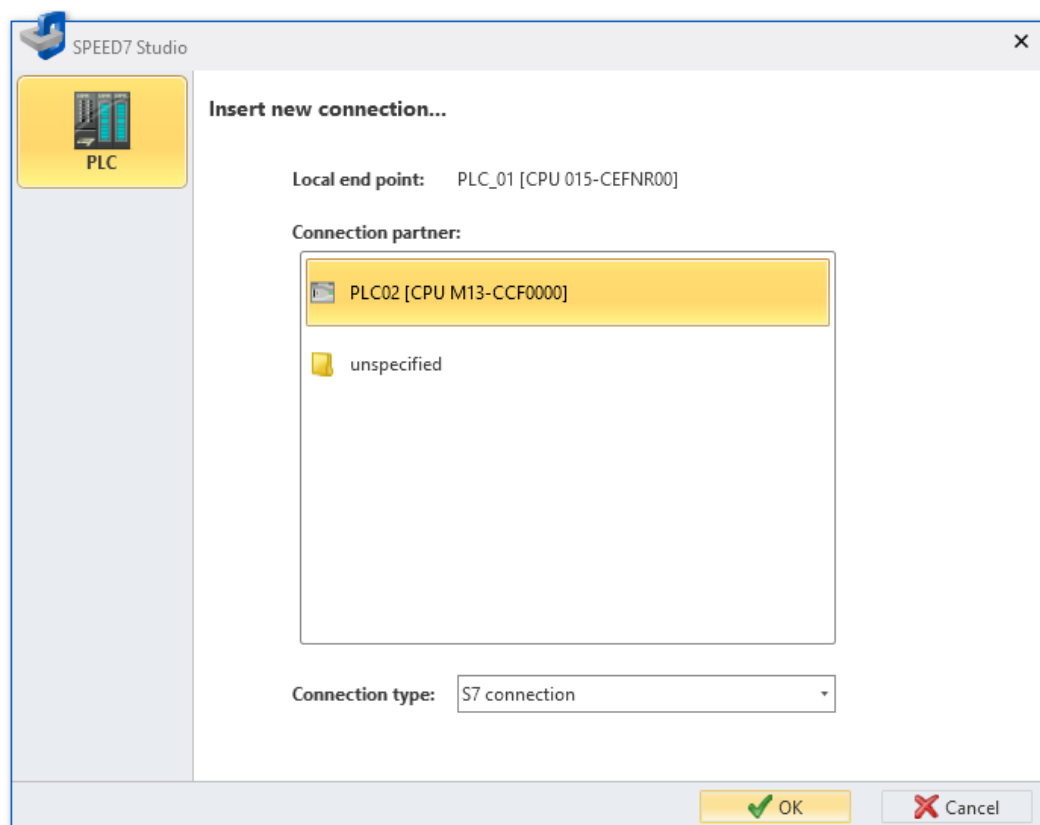 SPEED7 Studio
PLC
Insert new connection...
Local end point: PLC_01 [CPU 015-CEFNR00]
Connection partner:
PLC02 [CPU M13-CCF0000]
unspecified
Connection type: S7 connection
OK Cancel